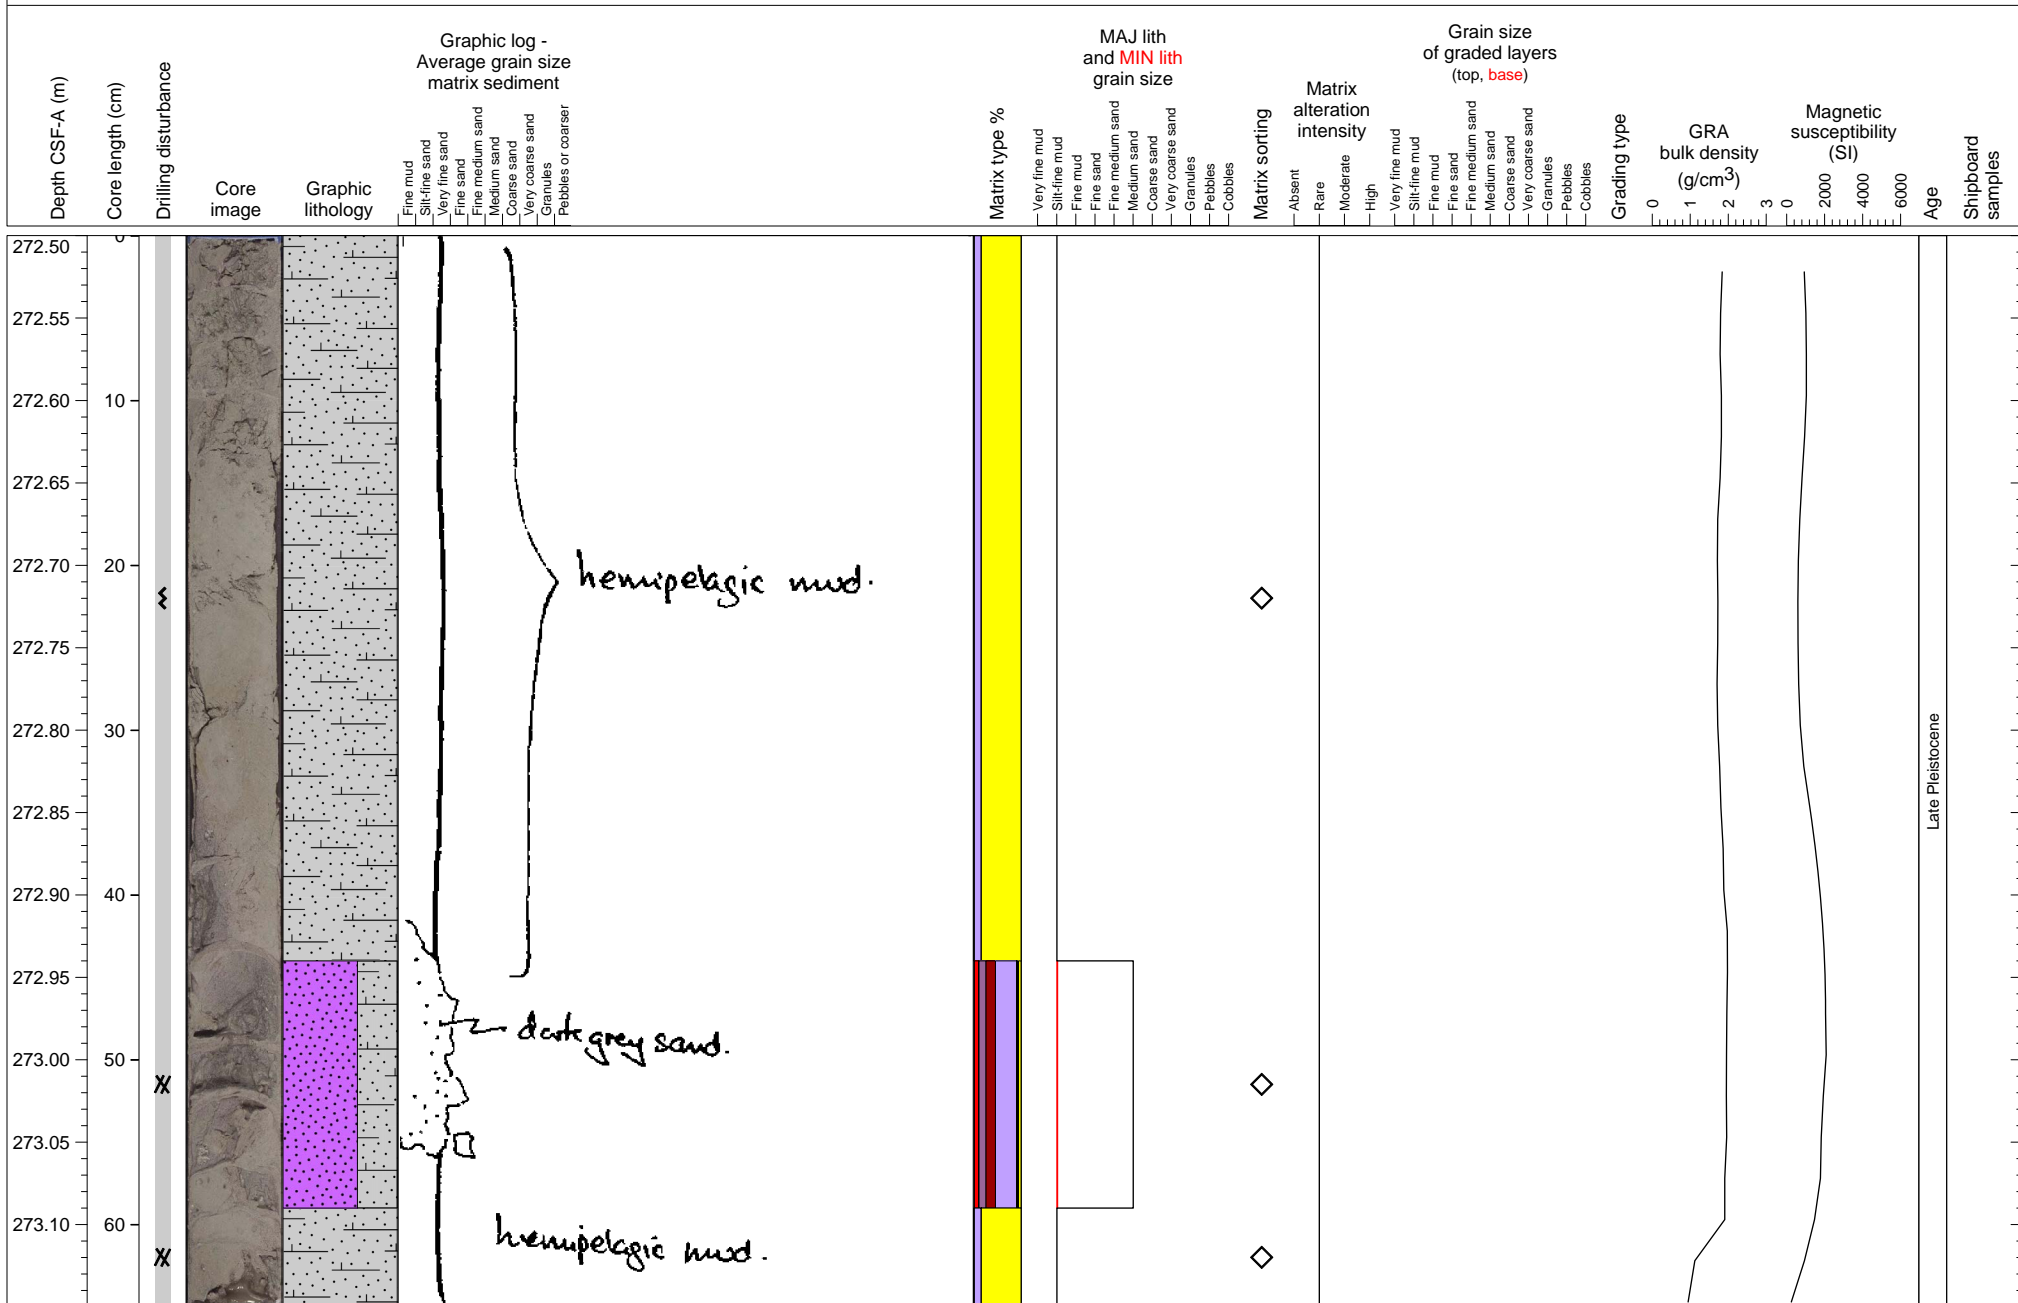 Depth CSF-A (m)
Core length (cm)
Drilling disturbance
Core
image
Graphic
lithology
Graphic log -
Average grain size
matrix sediment
Fine mud
Silt-fine sand
Very fine sand
Fine sand
Fine medium sand
Medium sand
Coarse sand
Very coarse sand
Granules
Pebbles or coarser
Matrix type %
MAJ lith
and MIN lith
grain size
Very fine mud
Silt-fine mud
Fine mud
Fine sand
Fine medium sand
Medium sand
Coarse sand
Very coarse sand
Granules
Pebbles
Cobbles
Matrix sorting
Matrix
alteration
intensity
Absent
Rare
Moderate
High
Grain size
of graded layers
(top, base)
Very fine mud
Silt-fine mud
Fine mud
Fine sand
Fine medium sand
Medium sand
Coarse sand
Very coarse sand
Granules
Pebbles
Cobbles
Grading type
GRA
bulk density
(g/cm3)
0 1 2 3
Magnetic
susceptibility
(SI)
0 2000 4000 6000
Age
Shipboard
samples
272.50 0
272.55
272.60 10
272.65
272.70 20
hemipelagic mud.
272.75
272.80 30
Late Pleistocene
272.85
272.90 40
272.95
dark grey sand.
273.00 50
273.05
273.10 60
hemipelagic mud.